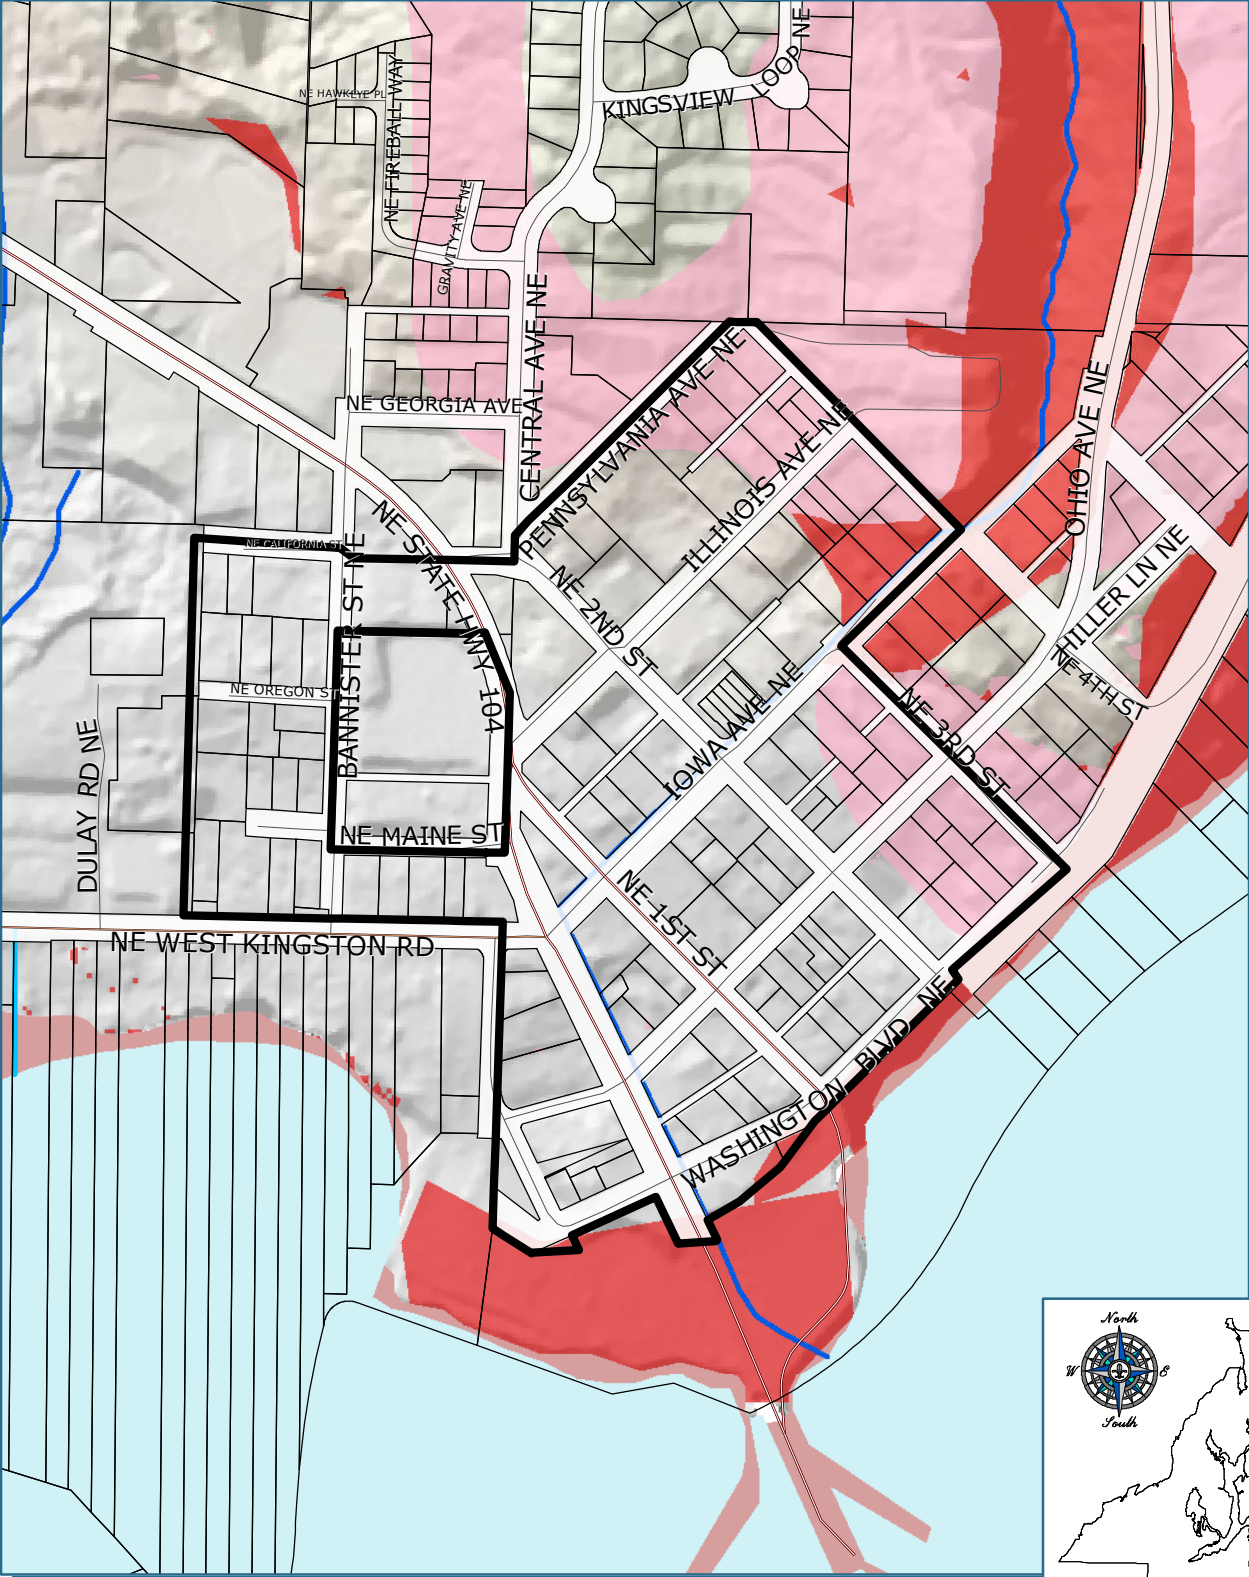 LOOP NE
KINGSVIEW
NE HAWKEYE PL
NE FIREBALL WAY
GRAVITY AVE NE
CENTRAL AVE NE
PENNSYLVANIA AVE NE
NE GEORGIA AVE
OHIO AVE NE
ILLINOIS AVE NE
NE STATE HWY 104
NE CALIFORNIA ST
BANNISTER ST NE
NE 2ND ST
HILLER LN NE
NE 4TH ST
NE OREGON ST
IOWA AVE NE
NE 3RD ST
DULAY RD NE
NE MAINE ST
NE 1ST ST
NE WEST KINGSTON RD
WASHINGTON BLVD NE
North
W
E
South